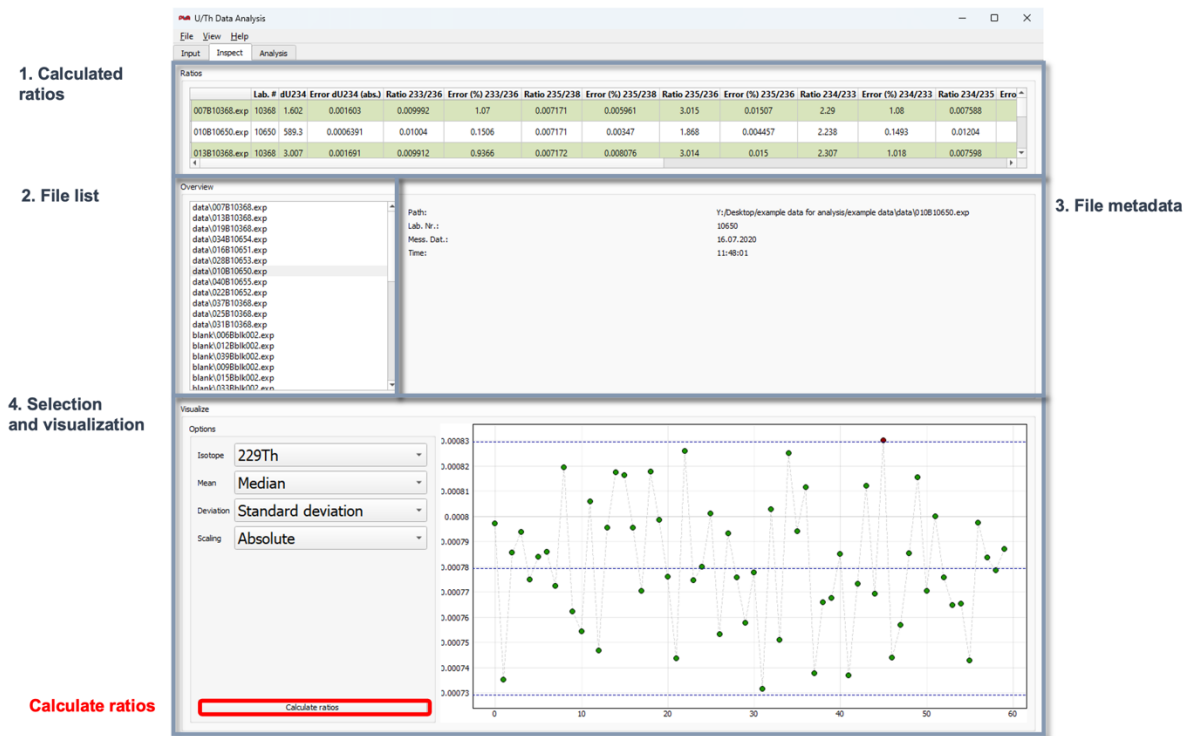 U/Th Data Analysis
File View Help
Input Inspect Analysis
1. Calculated
ratios
Ratios
Lab. # dU234 Error dU234 (abs.) Ratio 233/236 Error (%) 233/236 Ratio 235/238 Error (%) 235/238 Ratio 235/236 Error (%) 235/236 Ratio 234/233 Error (%) 234/233 Ratio 234/235 Erro
007B10368.exp 10368 1.602 0.001603 0.009992 1.07 0.007171 0.005961 3.015 0.01507 2.29 1.08 0.007588
010B10650.exp 10650 589.3 0.0006391 0.01004 0.1506 0.007171 0.00347 1.868 0.004457 2.238 0.1493 0.01204
013B10368.exp 10368 3.007 0.001691 0.009912 0.9366 0.007172 0.008076 3.014 0.015 2.307 1.018 0.007598
2. File list
Overview
data\007B10368.exp
data\013B10368.exp
data\019B10368.exp
data\034B10654.exp
data\016B10651.exp
data\028B10653.exp
data\010B10650.exp
data\040B10655.exp
data\022B10652.exp
data\037B10368.exp
data\025B10368.exp
data\031B10368.exp
blank\006Bblk002.exp
blank\012Bblk002.exp
blank\039Bblk002.exp
blank\009Bblk002.exp
blank\015Bblk002.exp
blank\033Bblk002.exp
Path: Y:/Desktop/example data for analysis/example data\data\010B10650.exp
Lab. Nr.: 10650
Mess. Dat.: 16.07.2020
Time: 11:48:01
3. File metadata
4. Selection
and visualization
Visualize
Options
Isotope 229Th
Mean Median
Deviation Standard deviation
Scaling Absolute
Calculate ratios
Calculate ratios
0.00083
0.00082
0.00081
0.0008
0.00079
0.00078
0.00077
0.00076
0.00075
0.00074
0.00073
0 10 20 30 40 50 60